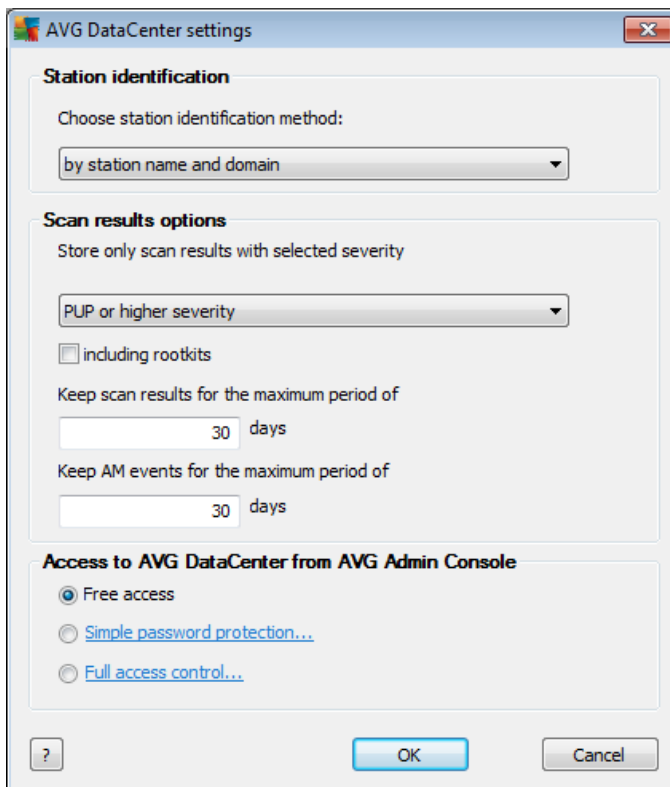 AVG DataCenter settings
Station identification
Choose station identification method:
by station name and domain
Scan results options
Store only scan results with selected severity
PUP or higher severity
including rootkits
Keep scan results for the maximum period of
30 days
Keep AM events for the maximum period of
30 days
Access to AVG DataCenter from AVG Admin Console
Free access
Simple password protection...
Full access control...
? OK Cancel